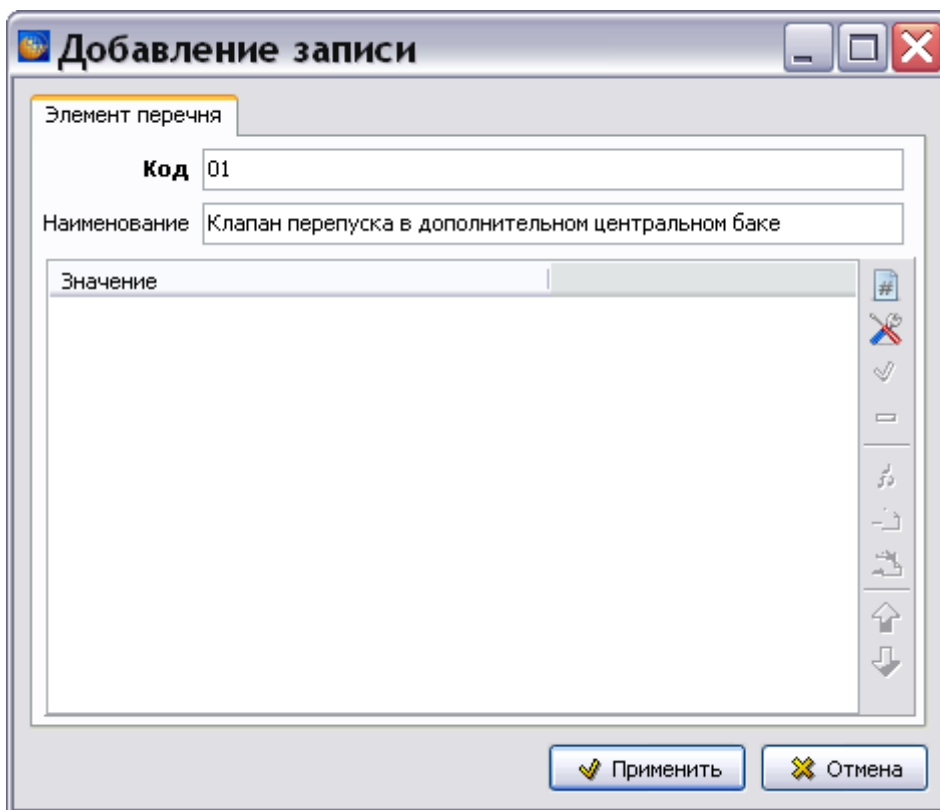 Добавление записи
Элемент перечня
Код 01
Наименование Клапан перепуска в дополнительном центральном баке
Значение
#
Применить Отмена